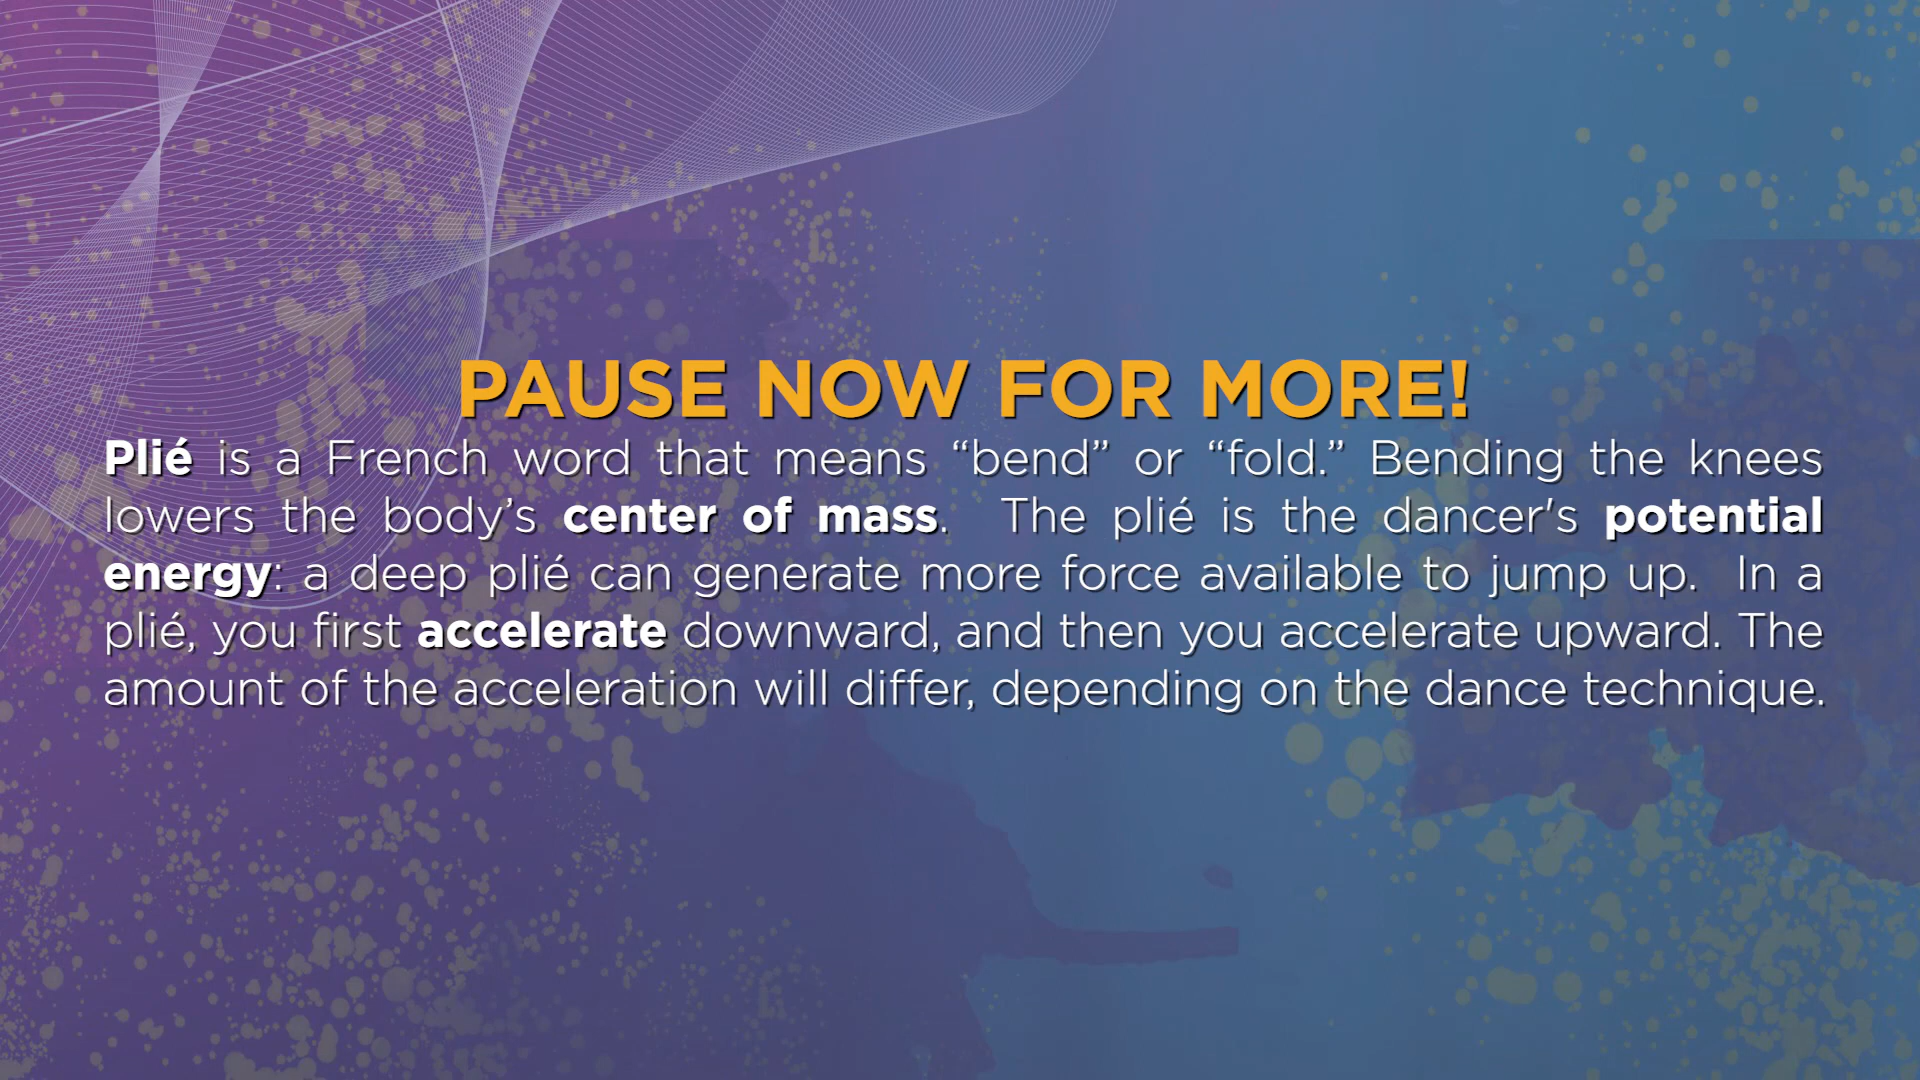 PAUSE NOW FOR MORE!
Plié is a French word that means “bend” or “fold.” Bending the knees
lowers the body’s center of mass.  The plié is the dancer's potential
energy: a deep plié can generate more force available to jump up.  In a
plié, you first accelerate downward, and then you accelerate upward. The
amount of the acceleration will differ, depending on the dance technique.